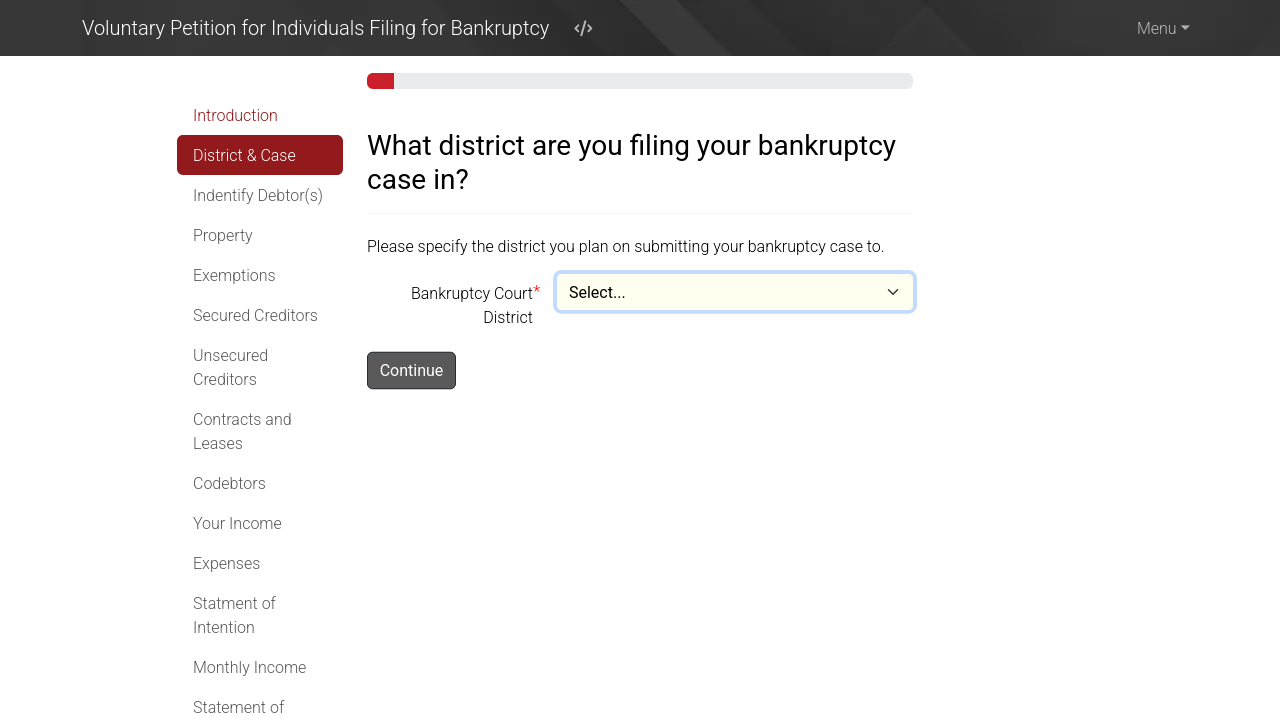 Voluntary Petition for Individuals Filing for Bankruptcy </>
Menu
Introduction
District & Case
Indentify Debtor(s)
Property
Exemptions
Secured Creditors
Unsecured
Creditors
Contracts and
Leases
Codebtors
Your Income
Expenses
Statment of
Intention
Monthly Income
Statement of
What district are you filing your bankruptcy
case in?
Please specify the district you plan on submitting your bankruptcy case to.
Bankruptcy Court*
District
Select...
Continue